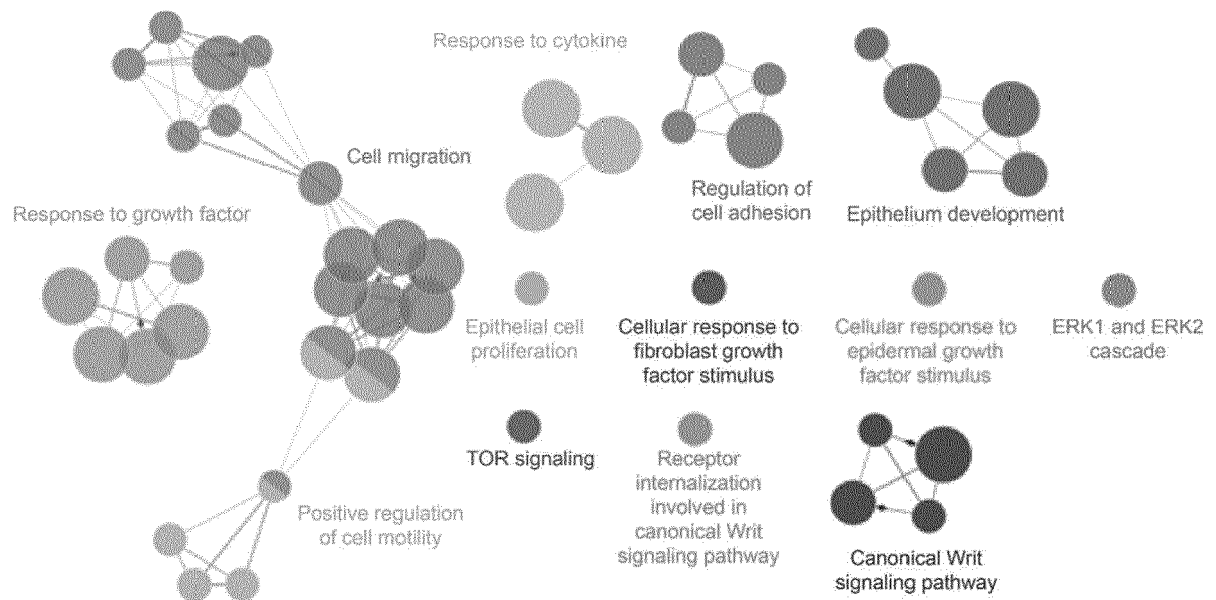 Response to cytokine
Cell migration
Regulation of
cell adhesion
Epithelium development
Response to growth factor
Epithelial cell
proliferation
Cellular response to
fibroblast growth
factor stimulus
Cellular response to
epidermal growth
factor stimulus
ERK1 and ERK2
cascade
TOR signaling
Receptor
internalization
involved in
canonical Writ
signaling pathway
Positive regulation
of cell motility
Canonical Writ
signaling pathway